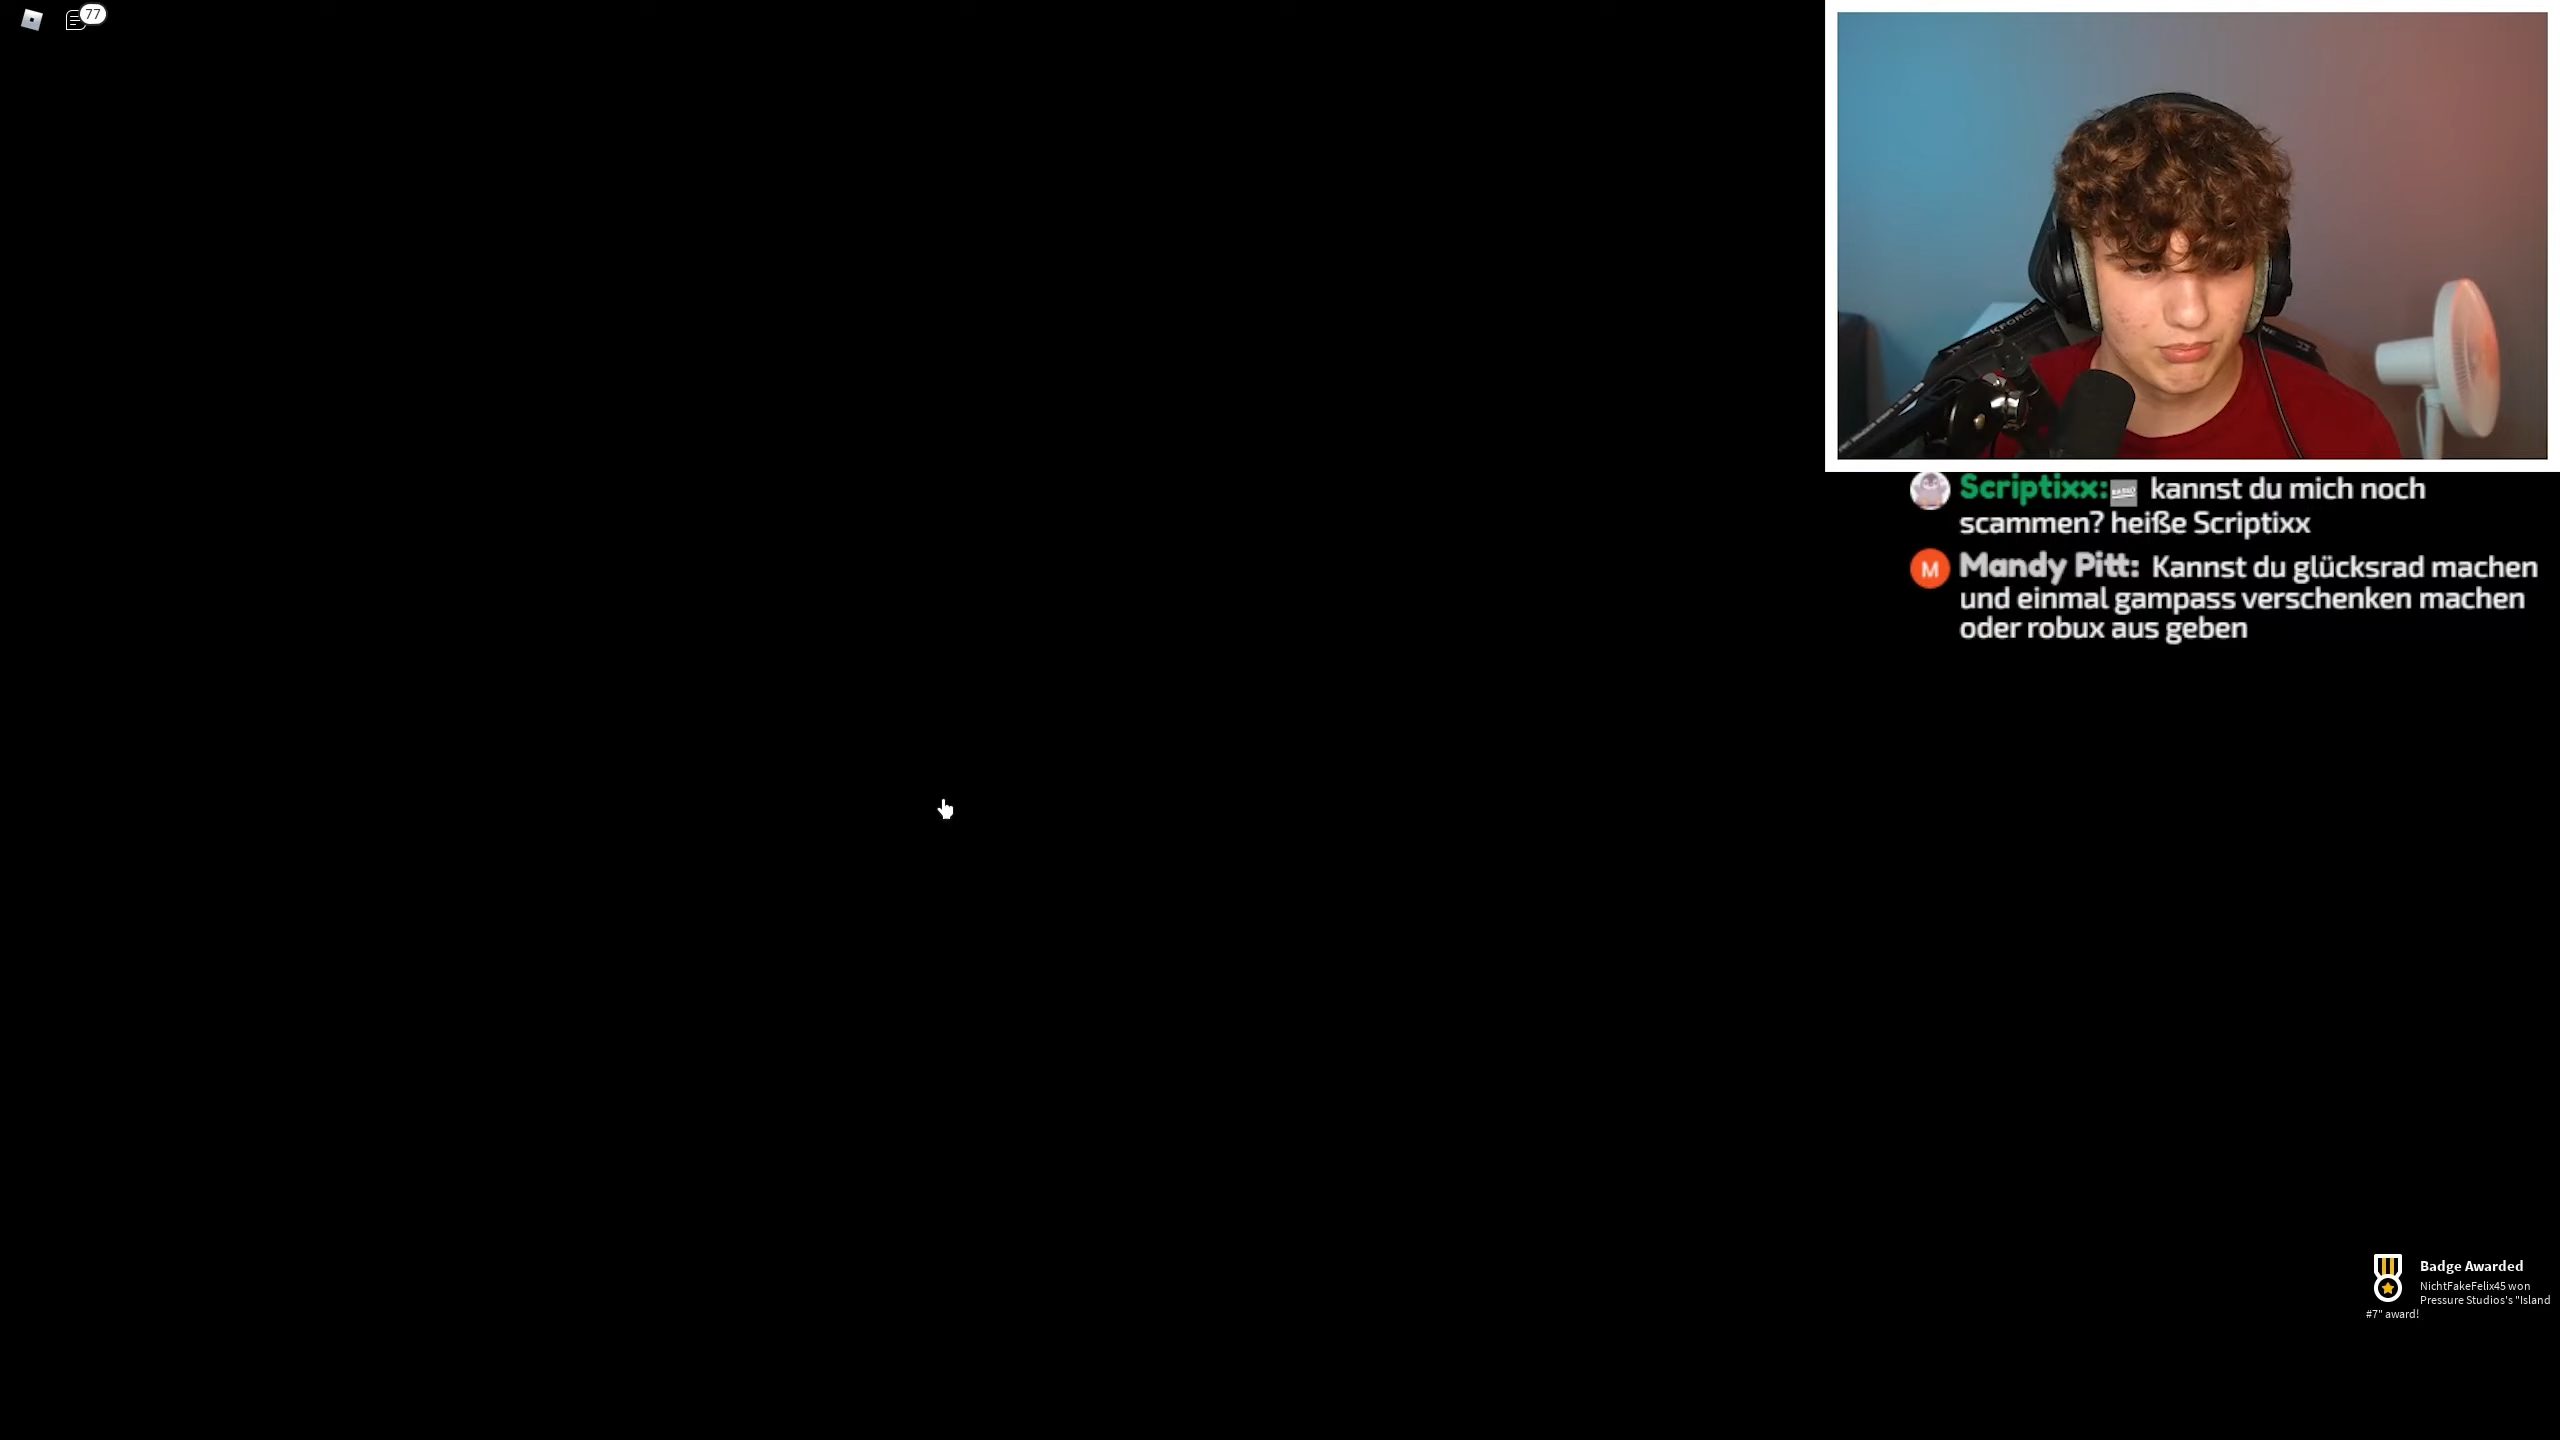 77
Scriptixx: kannst du mich noch
scammen? heiße Scriptixx
M
Mandy Pitt: Kannst du glücksrad machen
und einmal gampass verschenken machen
oder robux aus geben
Badge Awarded
NichtFakeFelix45 won
Pressure Studios's "Island
#7" award!